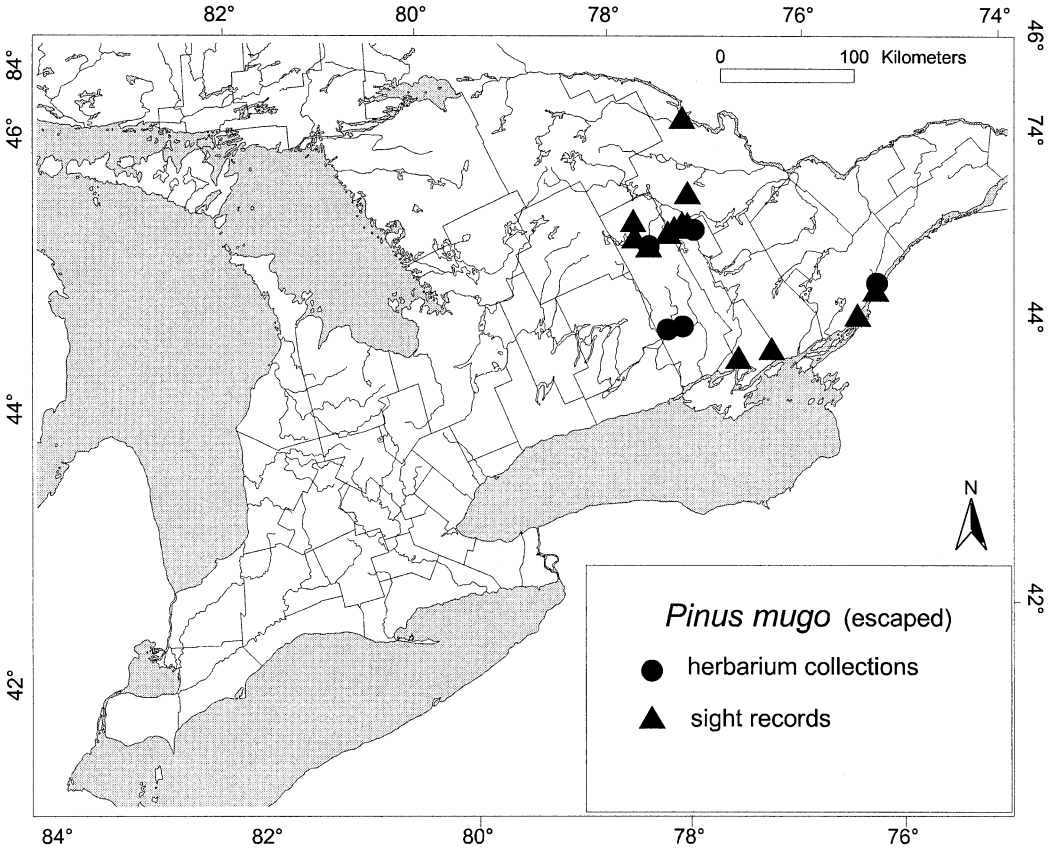 82° 80° 78° 76° 74°
46°
84°
0 100 Kilometers
46°
74°
44°
44°
N
42°
Pinus mugo (escaped)
herbarium collections
42°
sight records
84° 82° 80° 78° 76°